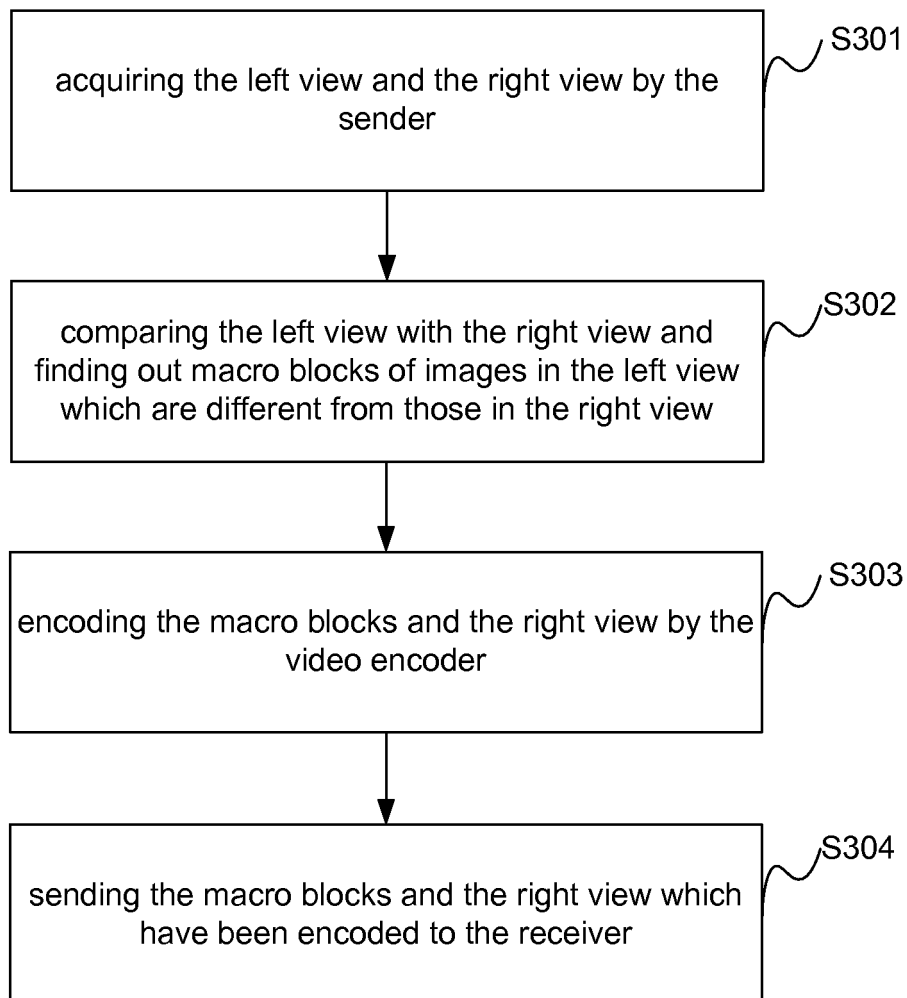 S301
acquiring the left view and the right view by the
sender
S302
comparing the left view with the right view and
finding out macro blocks of images in the left view
which are different from those in the right view
S303
encoding the macro blocks and the right view by the
video encoder
S304
sending the macro blocks and the right view which
have been encoded to the receiver